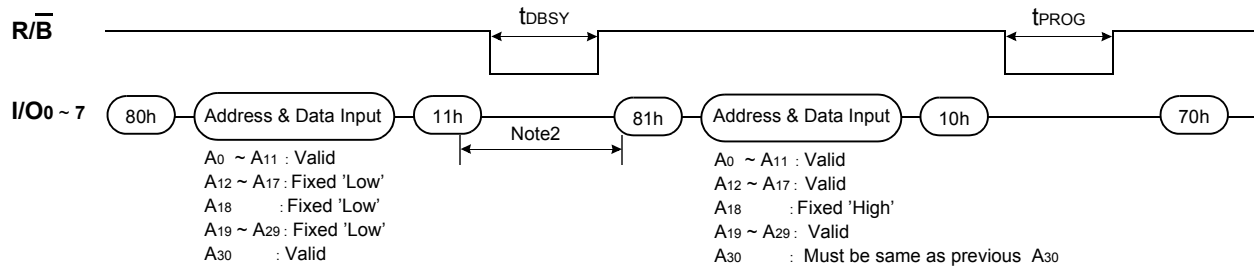 tDBSY tPROG
R/B
I/O0 ~ 7 80h Address & Data Input 11h 81h Address & Data Input 10h 70h
Note2
A0 ~ A11 : Valid
A12 ~ A17 : Fixed 'Low'
A18 : Fixed 'Low'
A19 ~ A29 : Fixed 'Low'
A30 : Valid
A0 ~ A11 : Valid
A12 ~ A17 : Valid
A18 : Fixed 'High'
A19 ~ A29 : Valid
A30 : Must be same as previous A30